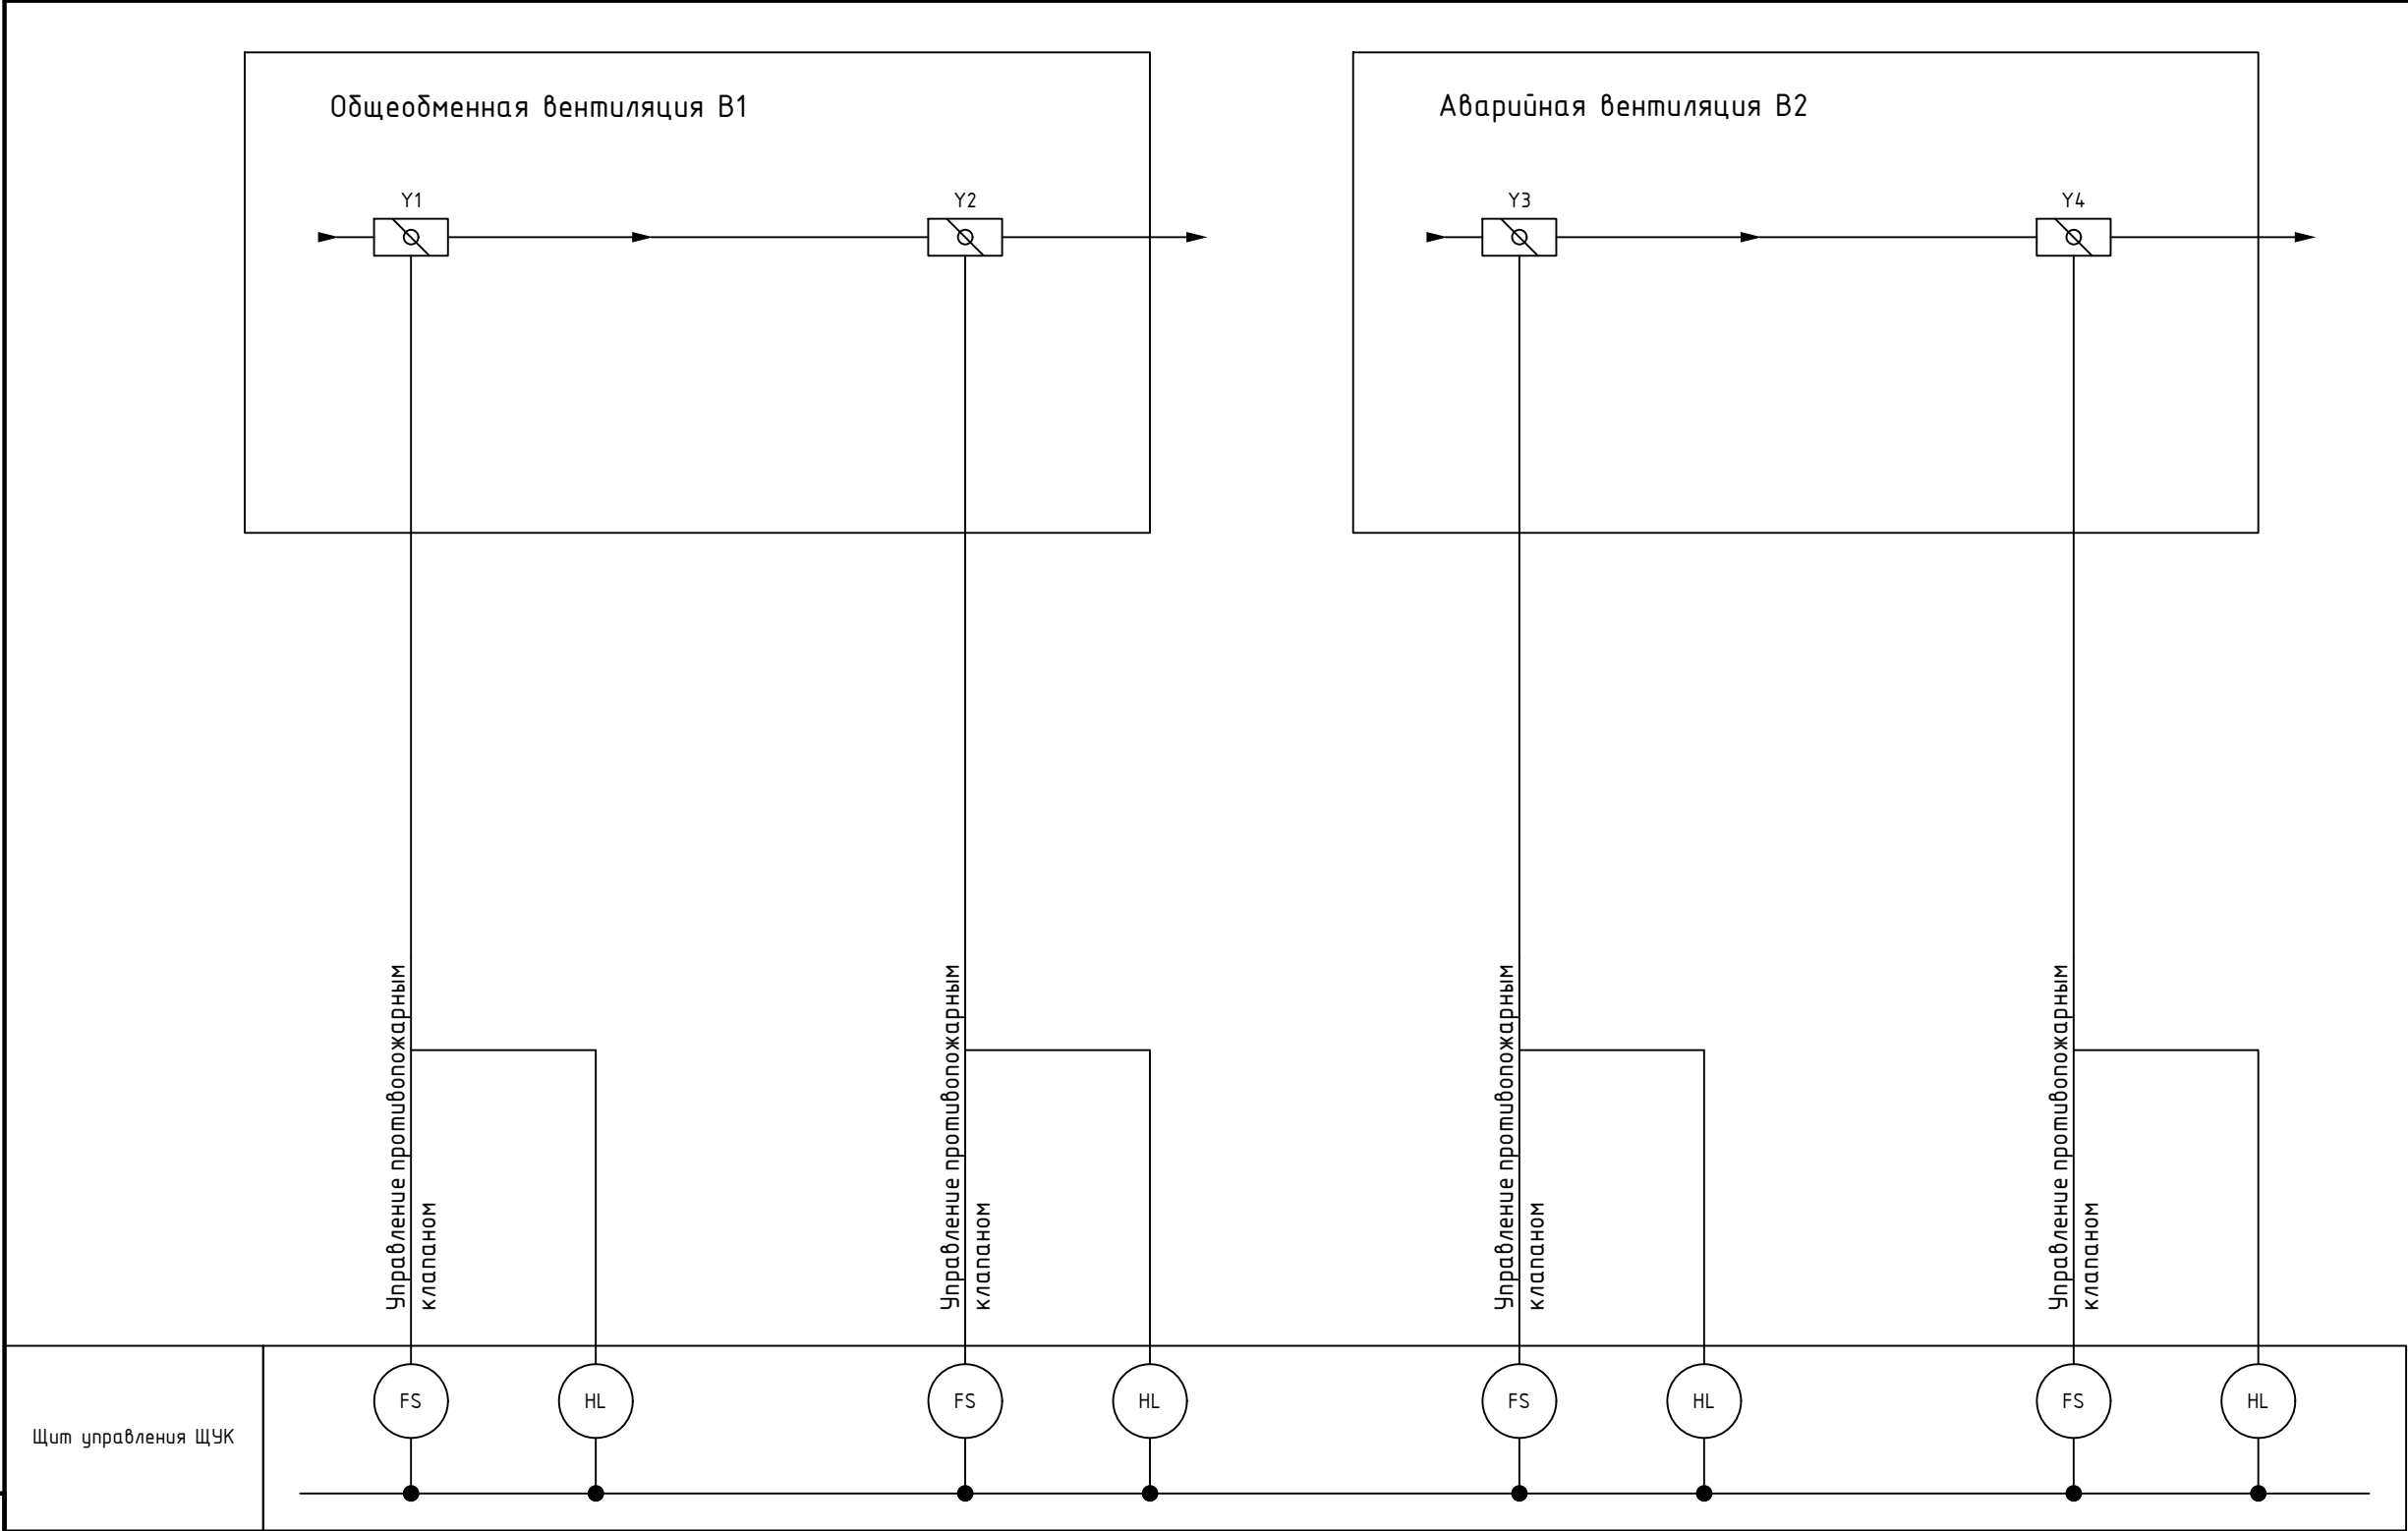 Общеобменная вентиляция В1
Аварийная вентиляция В2
Y1
Y2
Y3
Y4
Управление противопожарным
клапаном
Управление противопожарным
клапаном
Управление противопожарным
клапаном
Управление противопожарным
клапаном
Щит управления ЩУК
FS
HL
FS
HL
FS
HL
FS
HL